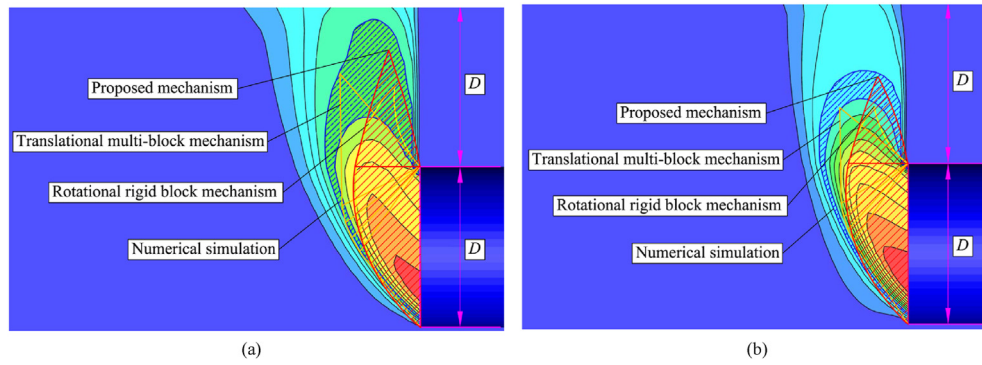 Proposed mechanism
D
Translational multi-block mechanism
Rotational rigid block mechanism
Numerical simulation
D
(a)
D
Proposed mechanism
Translational multi-block mechanism
Rotational rigid block mechanism
Numerical simulation
D
(b)